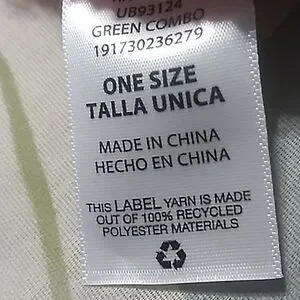 UB93124
GREEN COMBO
191730236279
ONE SIZE
TALLA UNICA
MADE IN CHINA
HECHO EN CHINA
THIS LABEL YARN IS MADE
OUT OF 100% RECYCLED
POLYESTER MATERIALS